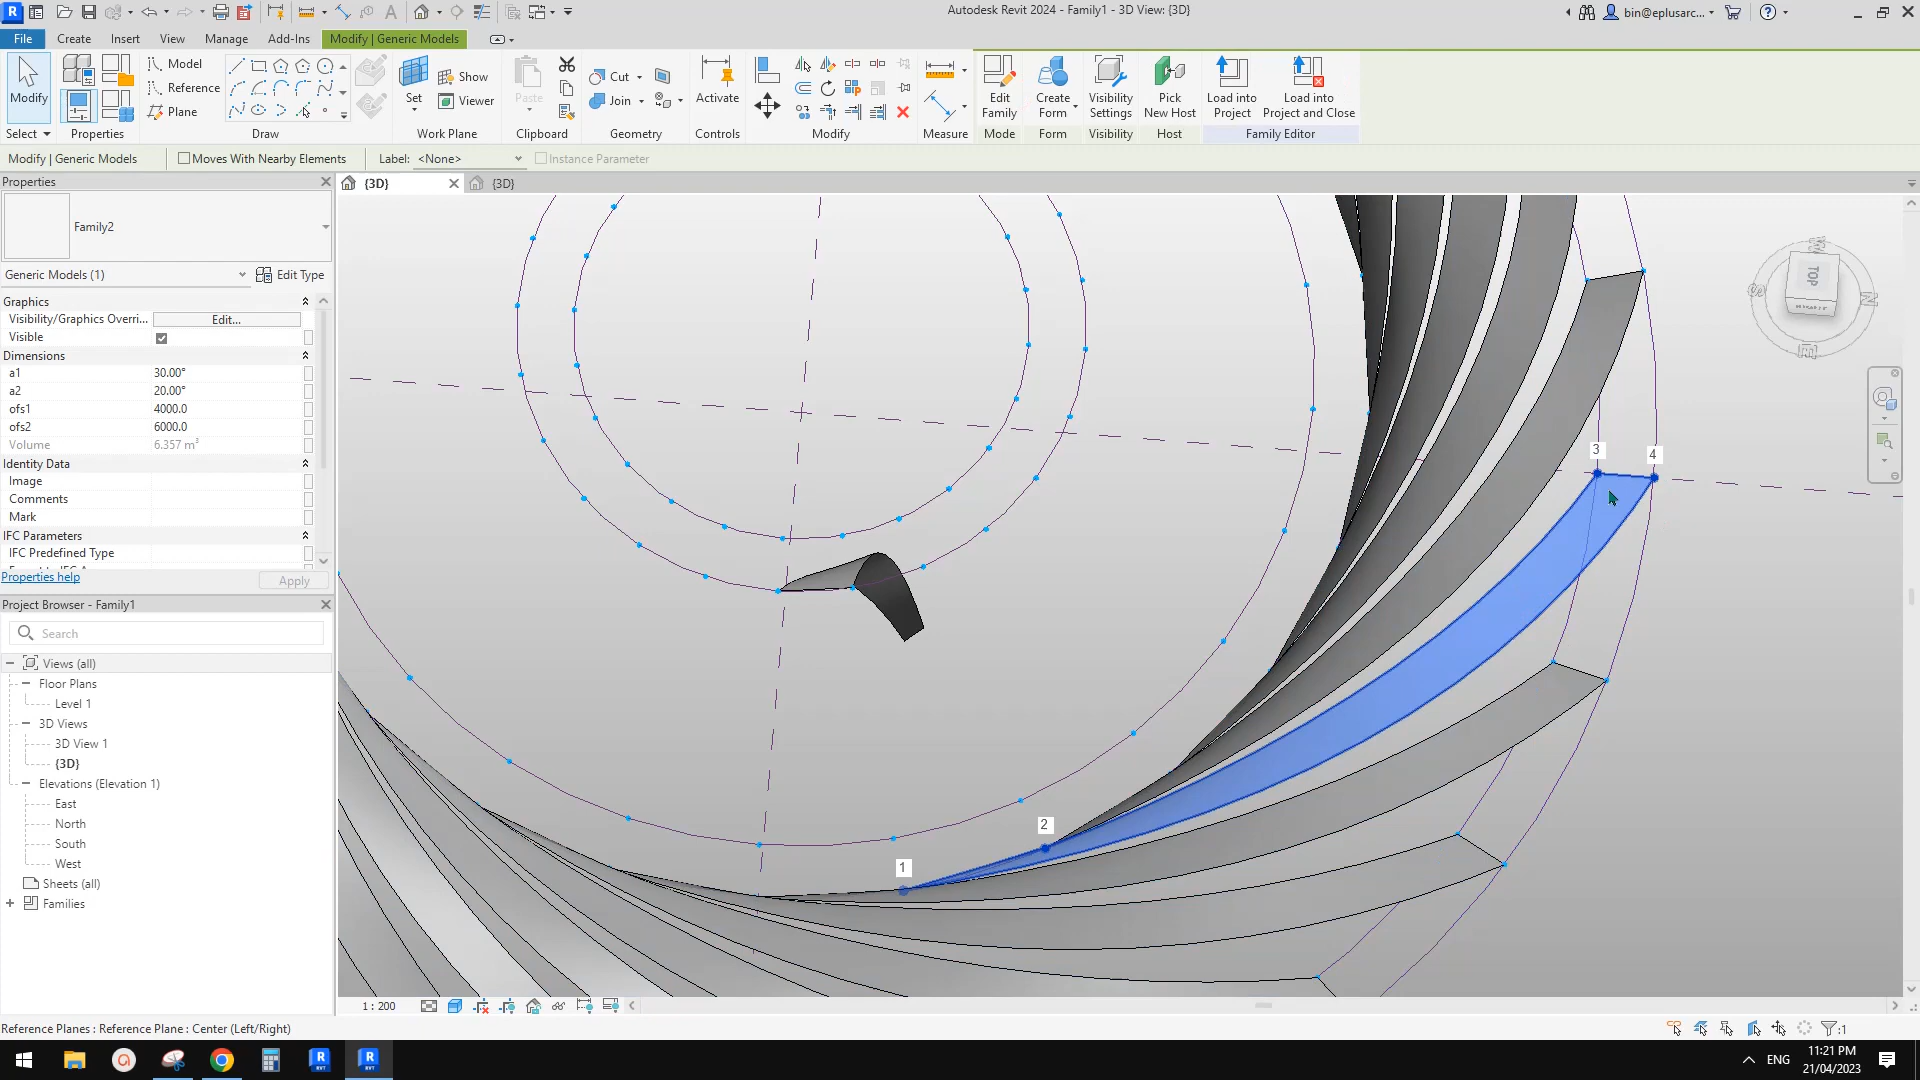 Autodesk Revit 2024 - Family1 - 3D View: {3D}
bin@eplusarc...
File Create Insert View Manage Add-Ins Modify | Generic Models
Modify
Select
Properties
Model
Reference
Plane
Draw
Set
Show
Viewer
Work Plane
Paste
Clipboard
Cut
Join
Geometry
Activate
Controls
Modify
Measure
Edit
Family
Mode
Create
Form
Form
Visibility
Settings
Visibility
Pick
New Host
Host
Load into
Project
Load into
Project and Close
Family Editor
Modify | Generic Models
Moves With Nearby Elements
Label: <None>
Instance Parameter
Properties
{3D}
{3D}
Family2
Generic Models (1)
Edit Type
Graphics
Visibility/Graphics Overri... Edit...
Visible
Dimensions
a1 30.00°
a2 20.00°
ofs1 4000.0
ofs2 6000.0
Volume 6.357 m³
Identity Data
Image
Comments
Mark
IFC Parameters
IFC Predefined Type
Properties help
Apply
Project Browser - Family1
Search
Views (all)
Floor Plans
Level 1
3D Views
3D View 1
{3D}
Elevations (Elevation 1)
East
North
South
West
Sheets (all)
Families
TOP
3
4
2
1
1 : 200
Reference Planes : Reference Plane : Center (Left/Right)
:1
ENG
11:21 PM
21/04/2023